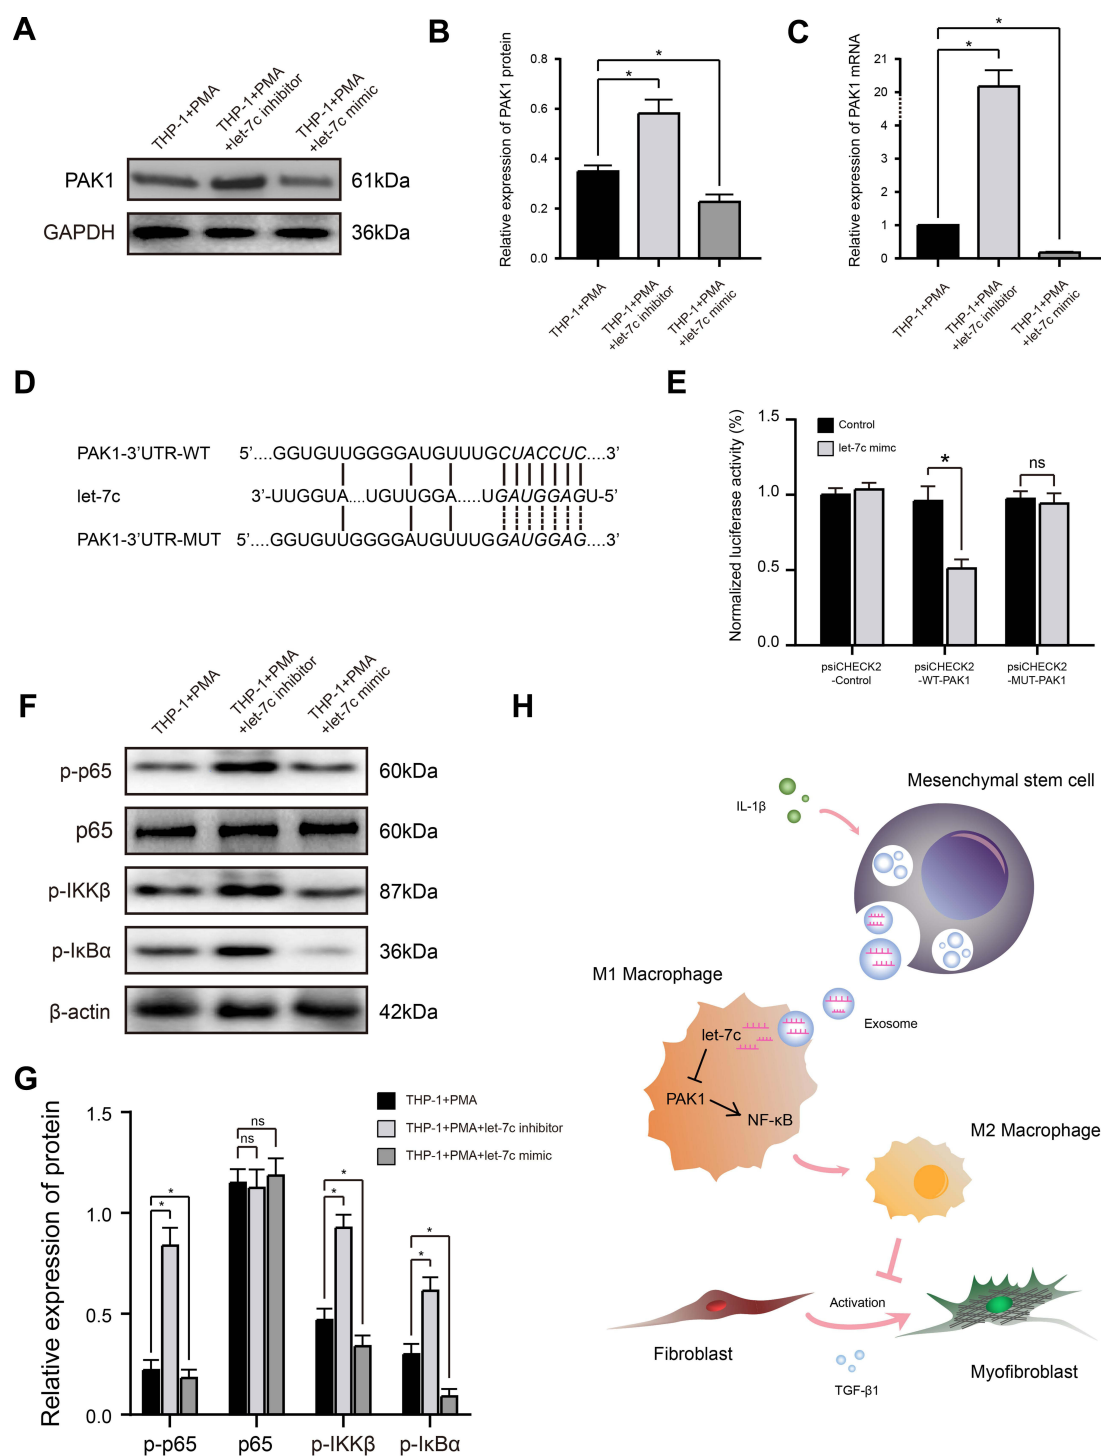 A
THP-1+PMA
THP-1+PMA
+let-7c inhibitor
THP-1+PMA
+let-7c mimic
PAK1
61kDa
GAPDH
36kDa
B
Relative expression of PAK1 protein
0.8
0.6
0.4
0.2
0.0
*
*
THP-1+PMA
THP-1+PMA
+let-7c inhibitor
THP-1+PMA
+let-7c mimic
C
Relative expression of PAK1 mRNA
21
20
4
2
1
0
*
*
THP-1+PMA
THP-1+PMA
+let-7c inhibitor
THP-1+PMA
+let-7c mimic
D
PAK1-3'UTR-WT 5'....GGUGUUGGGGAUGUUUGCUACCUC....3'
let-7c 3'-UUGGUA....UGUUGGA.....UGAUGGAGU-5'
PAK1-3'UTR-MUT 5'....GGUGUUGGGGAUGUUUGGAUGGAG....3'
E
Normalized luciferase activity (%)
1.5
1.0
0.5
0.0
Control
let-7c mimc
*
ns
psiCHECK2
-Control
psiCHECK2
-WT-PAK1
psiCHECK2
-MUT-PAK1
F
THP-1+PMA
THP-1+PMA
+let-7c inhibitor
THP-1+PMA
+let-7c mimic
p-p65
60kDa
p65
60kDa
p-IKKβ
87kDa
p-IκBα
36kDa
β-actin
42kDa
G
Relative expression of protein
1.5
1.0
0.5
0.0
THP-1+PMA
THP-1+PMA+let-7c inhibitor
THP-1+PMA+let-7c mimic
*
*
ns
ns
*
*
*
*
p-p65
p65
p-IKKβ
p-IκBα
H
Mesenchymal stem cell
IL-1β
M1 Macrophage
Exosome
let-7c
PAK1
NF-κB
M2 Macrophage
Activation
Fibroblast
TGF-β1
Myofibroblast